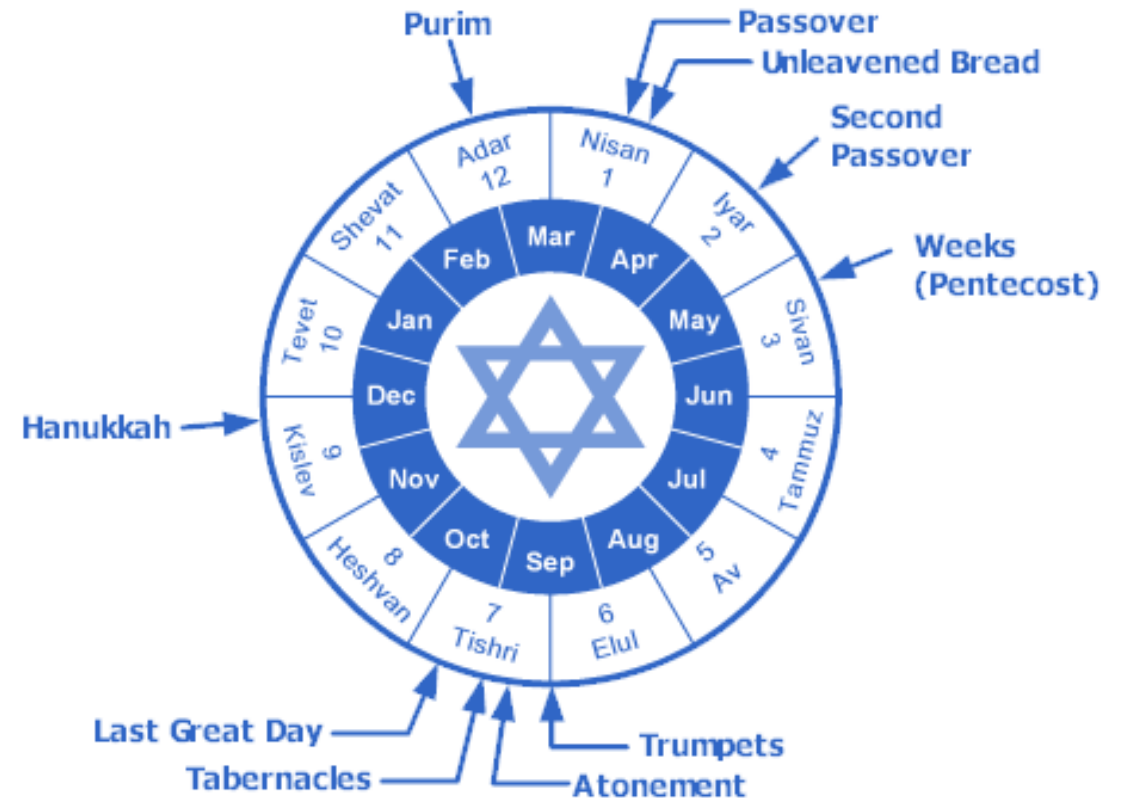 Purim
Passover
Unleavened Bread
Second
Passover
Weeks
(Pentecost)
Hanukkah
Last Great Day
Tabernacles
Atonement
Trumpets
Nisan
1
Iyar
2
Sivan
3
4
Tammuz
5
Av
6
Elul
7
Tishri
8
Heshvan
9
Kislev
Tevet
10
Shevat
11
Adar
12
Mar
Apr
May
Jun
Jul
Aug
Sep
Oct
Nov
Dec
Jan
Feb